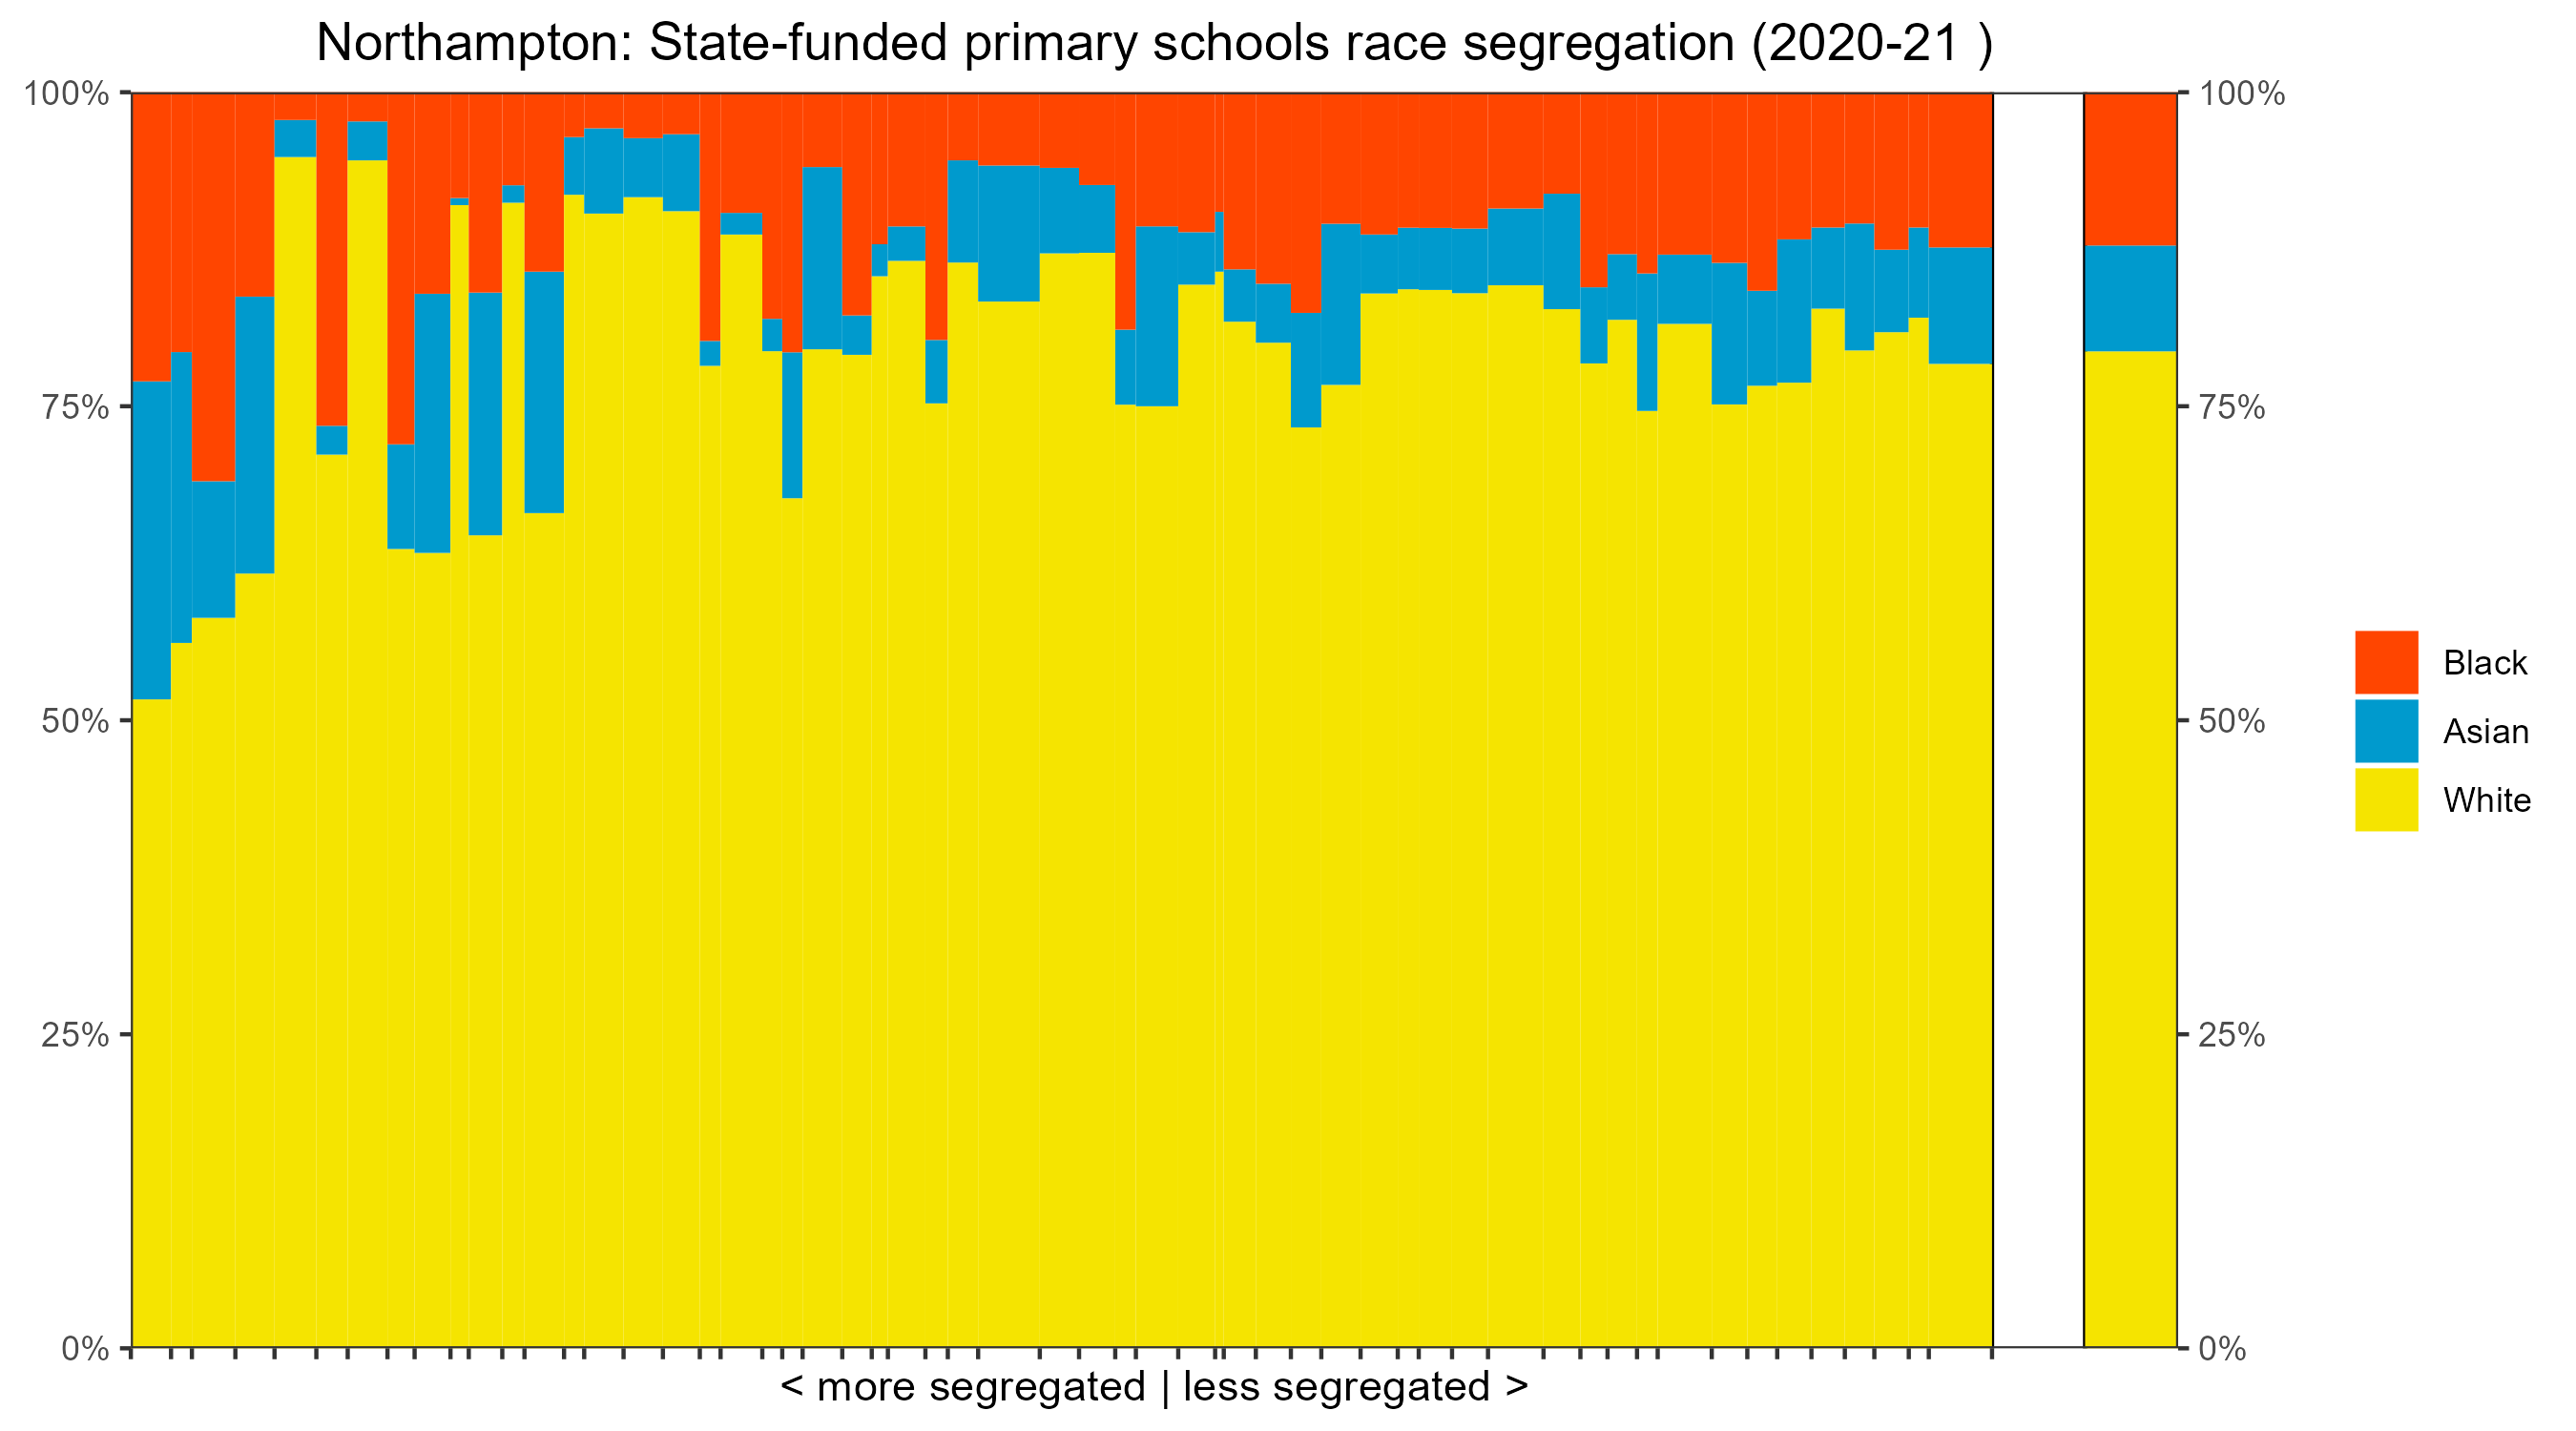 Northampton: State-funded primary schools race segregation (2020-21 )
100%
75%
50%
25%
0%
100%
75%
50%
25%
0%
Black
Asian
White
< more segregated | less segregated >